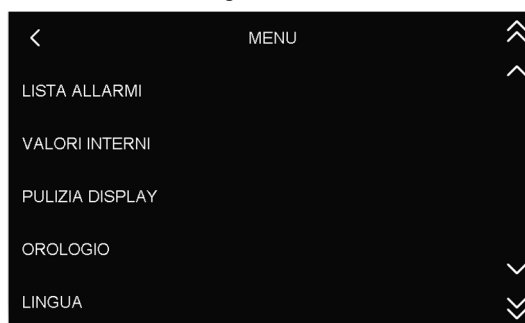 MENU
LISTA ALLARMI
VALORI INTERNI
PULIZIA DISPLAY
OROLOGIO
LINGUA